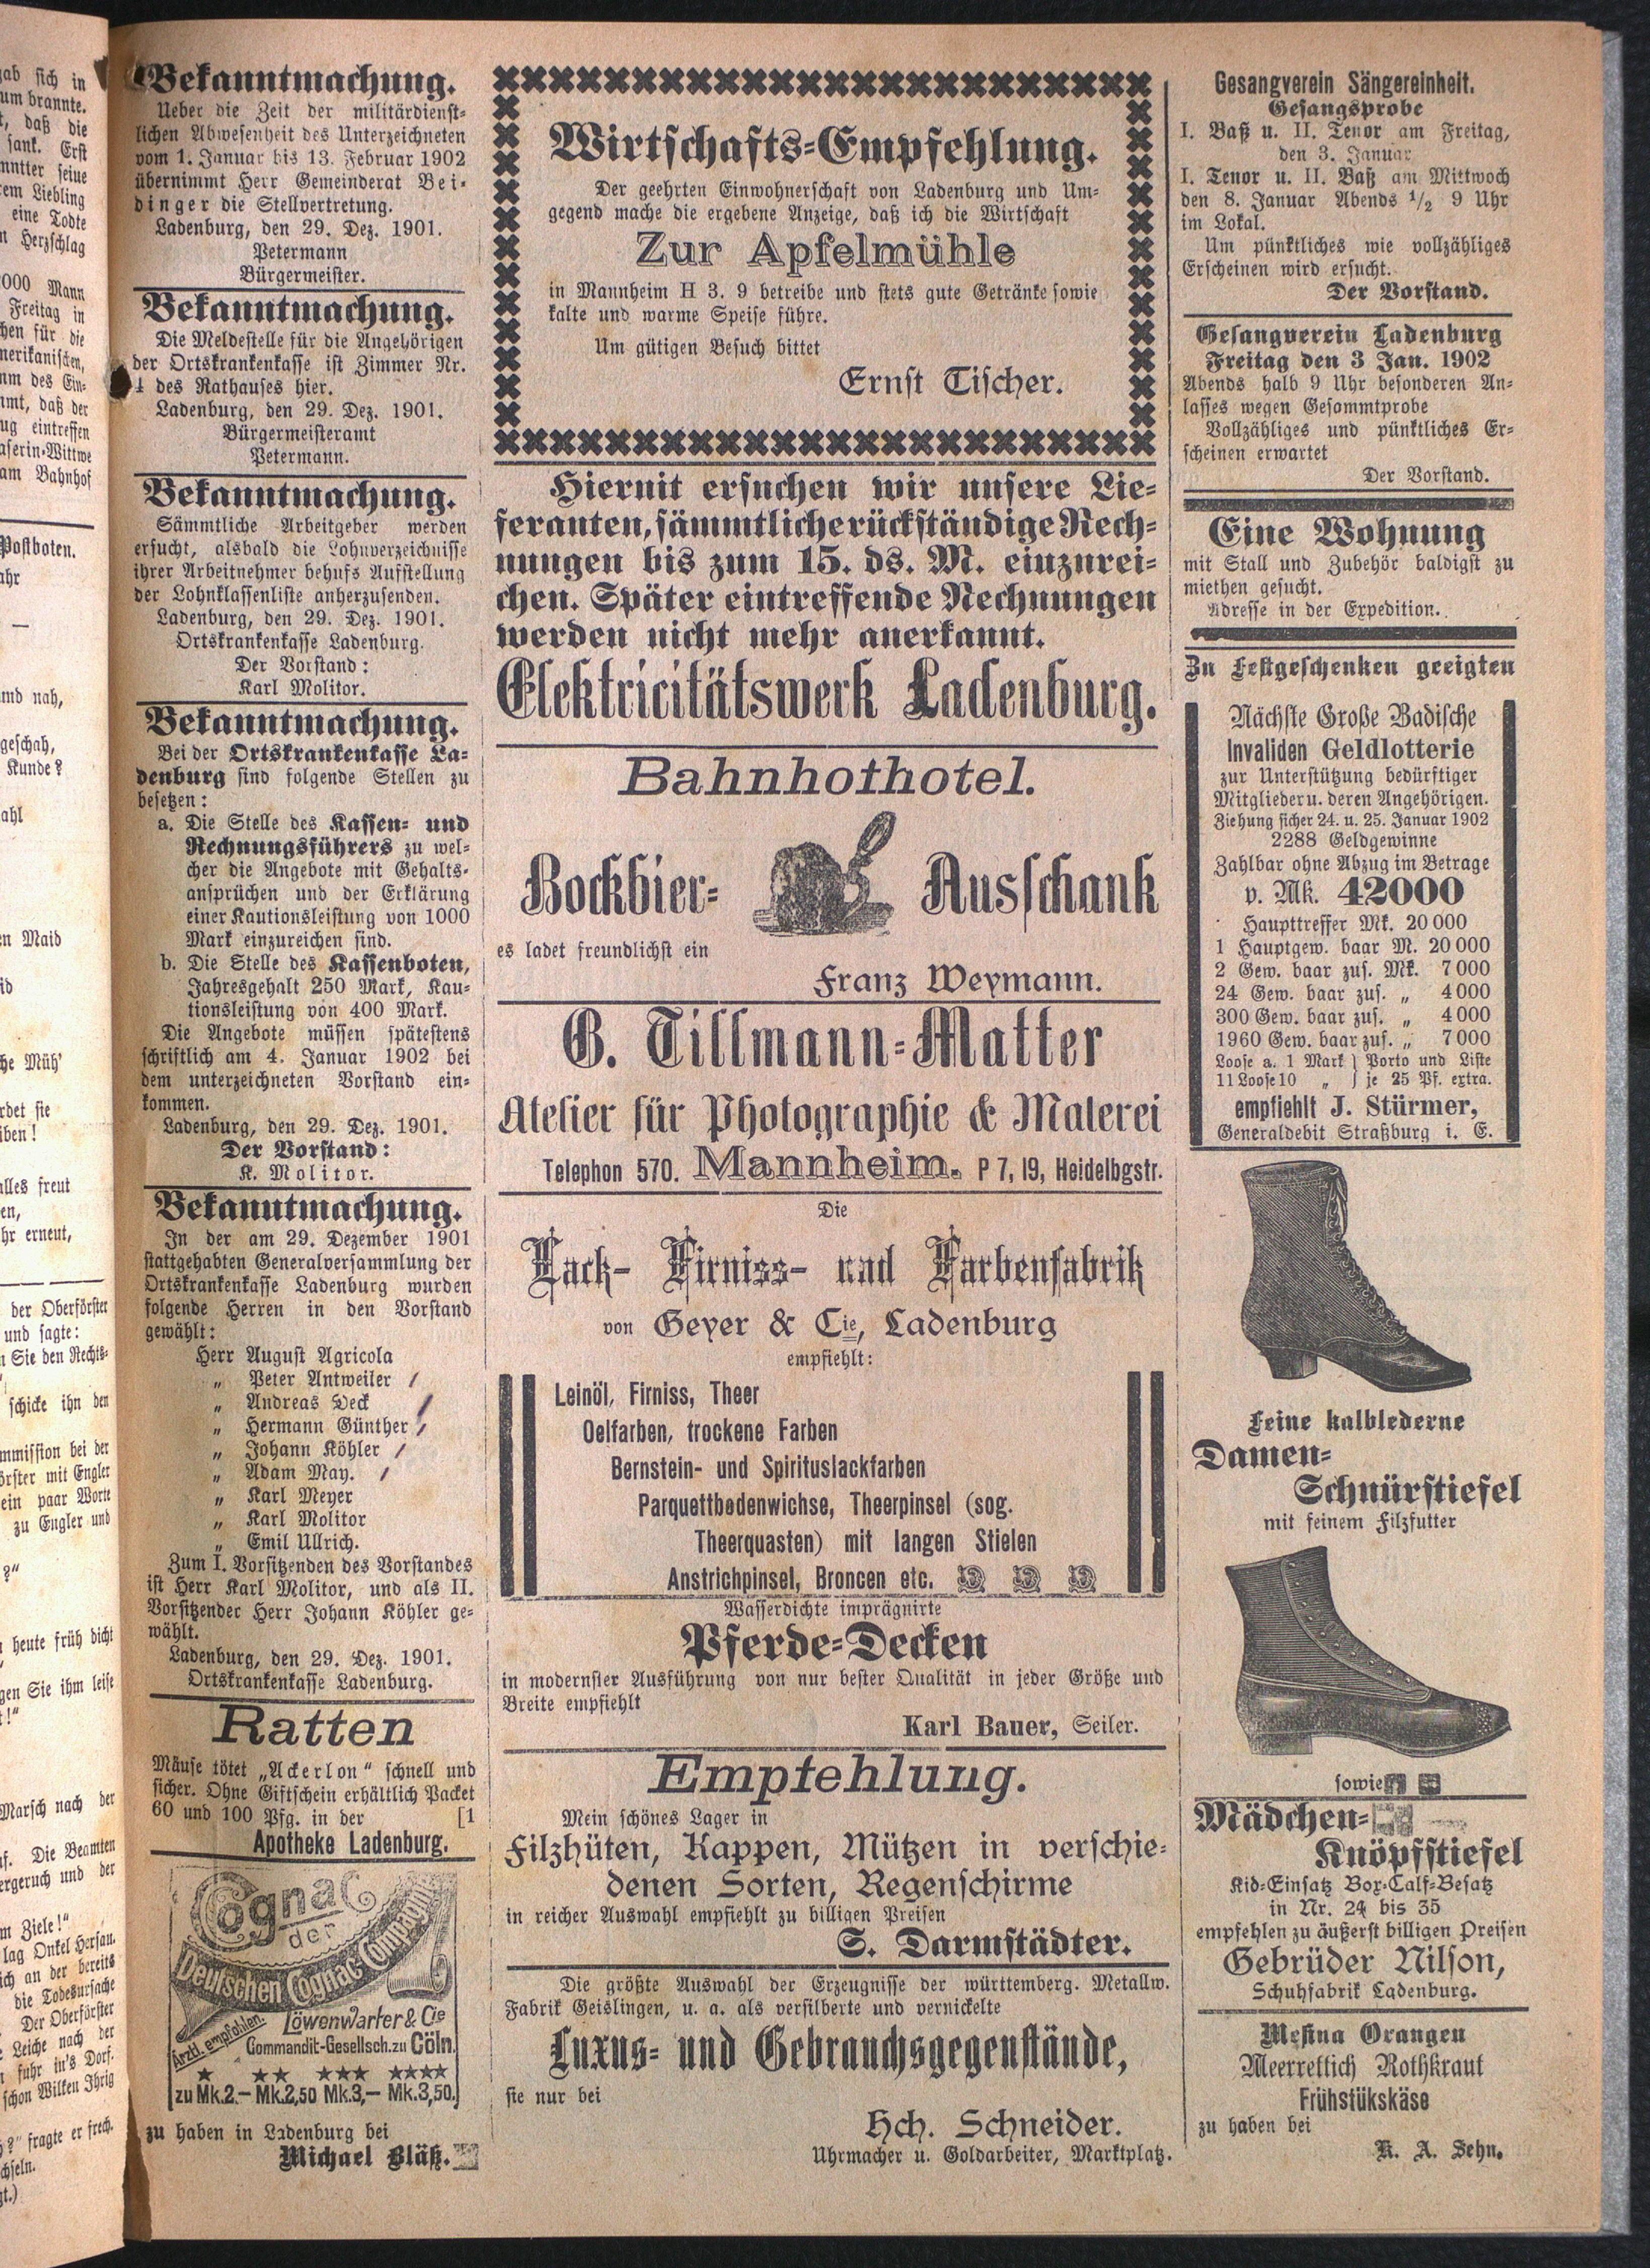 Bekanntmachung.
Ueber die Zeit der militärdienst-
lichen Abwesenheit des Unterzeichneten
vom 1. Januar bis 13. Februar 1902
übernimmt Herr Gemeinderat Bei-
dinger die Stellvertretung.
Ladenburg, den 29. Dez. 1901.
Petermann
Bürgermeister.
Bekanntmachung.
Die Meldestelle für die Angehörigen
der Ortskrankenkasse ist Zimmer Nr.
4 des Rathauses hier.
Ladenburg, den 29. Dez. 1901.
Bürgermeisteramt
Petermann.
Bekanntmachung.
Sämmtliche Arbeitgeber werden
ersucht, alsbald die Lohnverzeichnisse
ihrer Arbeitnehmer behufs Aufstellung
der Lohnklassenliste anherzusenden.
Ladenburg, den 29. Dez. 1901.
Ortskrankenkasse Ladenburg.
Der Vorstand:
Karl Molitor.
Bekanntmachung.
Bei der Ortskrankenkasse La-
denburg sind folgende Stellen zu
besetzen:
a. Die Stelle des Kassen- und
Rechnungsführers zu wel-
cher die Angebote mit Gehalts-
ansprüchen und der Erklärung
einer Kautionsleistung von 1000
Mark einzureichen sind.
b. Die Stelle des Kassenboten,
Jahresgehalt 250 Mark, Kau-
tionsleistung von 400 Mark.
Die Angebote müssen spätestens
schriftlich am 4. Januar 1902 bei
dem unterzeichneten Vorstand ein-
kommen.
Ladenburg, den 29. Dez. 1901.
Der Vorstand:
K. Molitor.
Bekanntmachung.
In der am 29. Dezember 1901
stattgehabten Generalversammlung der
Ortskrankenkasse Ladenburg wurden
folgende Herren in den Vorstand
gewählt:
Herr August Agricola
„ Peter Antweiler
„ Andreas Deck
„ Hermann Günther
„ Johann Köhler
„ Adam May.
„ Karl Meyer
„ Karl Molitor
„ Emil Ullrich.
Zum I. Vorsitzenden des Vorstandes
ist Herr Karl Molitor, und als II.
Vorsitzender Herr Johann Köhler ge-
wählt.
Ladenburg, den 29. Dez. 1901.
Ortskrankenkasse Ladenburg.
Ratten
Mäuse tötet „Ackerlon“ schnell und
sicher. Ohne Giftschein erhältlich Packet
60 und 100 Pfg. in der [1
Apotheke Ladenburg.
Cognac
der
Deutschen Cognac Compagnie
Löwenwarter & Cie
Ärztl. empfohlen.
Commandit-Gesellsch. zu Cöln.
★ ★★ ★★★ ★★★★
zu Mk.2.— Mk.2,50 Mk.3,— Mk.3,50.
zu haben in Ladenburg bei
Michael Bläß.
Wirtschafts-Empfehlung.
Der geehrten Einwohnerschaft von Ladenburg und Um-
gegend mache die ergebene Anzeige, daß ich die Wirtschaft
Zur Apfelmühle
in Mannheim H 3. 9 betreibe und stets gute Getränke sowie
kalte und warme Speise führe.
Um gütigen Besuch bittet
Ernst Tischer.
Hiernit ersuchen wir unsere Lie-
feranten, sämmtliche rückständige Rech-
nungen bis zum 15. ds. M. einzurei-
chen. Später eintreffende Rechnungen
werden nicht mehr anerkannt.
Elektricitätswerk Ladenburg.
Bahnhofhotel.
Bockbier- Ausschank
es ladet freundlichst ein
Franz Weymann.
G. Tillmann-Matter
Atelier für Photographie & Malerei
Telephon 570. Mannheim. P 7, 19, Heidelbgstr.
Die
Lack- Firniss- und Farbenfabrik
von Geyer & Cie, Ladenburg
empfiehlt:
Leinöl, Firniss, Theer
Oelfarben, trockene Farben
Bernstein- und Spirituslackfarben
Parquettbodenwichse, Theerpinsel (sog.
Theerquasten) mit langen Stielen
Anstrichpinsel, Broncen etc.
Wasserdichte imprägnirte
Pferde-Decken
in modernster Ausführung von nur bester Qualität in jeder Größe und
Breite empfiehlt
Karl Bauer, Seiler.
Empfehlung.
Mein schönes Lager in
Filzhüten, Kappen, Mützen in verschie-
denen Sorten, Regenschirme
in reicher Auswahl empfiehlt zu billigen Preisen
S. Darmstädter.
Die größte Auswahl der Erzeugnisse der württemberg. Metallw.
Fabrik Geislingen, u. a. als versilberte und vernickelte
Luxus- und Gebrauchsgegenstände,
sie nur bei
Hch. Schneider.
Uhrmacher u. Goldarbeiter, Marktplatz.
Gesangverein Sängereinheit.
Gesangsprobe
I. Baß u. II. Tenor am Freitag,
den 3. Januar
I. Tenor u. II. Baß am Mittwoch
den 8. Januar Abends 1/2 9 Uhr
im Lokal.
Um pünktliches wie vollzähliges
Erscheinen wird ersucht.
Der Vorstand.
Gesangverein Ladenburg
Freitag den 3 Jan. 1902
Abends halb 9 Uhr besonderen An-
lasses wegen Gesammtprobe
Vollzähliges und pünktliches Er-
scheinen erwartet
Der Vorstand.
Eine Wohnung
mit Stall und Zubehör baldigst zu
miethen gesucht.
Adresse in der Expedition.
Zu Festgeschenken geeigten
Nächste Große Badische
Invaliden Geldlotterie
zur Unterstützung bedürftiger
Mitglieder u. deren Angehörigen.
Ziehung sicher 24. u. 25. Januar 1902
2288 Geldgewinne
Zahlbar ohne Abzug im Betrage
v. Mk. 42000
Haupttreffer Mk. 20 000
1 Hauptgew. baar M. 20 000
2 Gew. baar zus. Mk. 7 000
24 Gew. baar zus. „ 4 000
300 Gew. baar zus. „ 4 000
1960 Gew. baar zus. „ 7 000
Loose a. 1 Mark } Porto und Liste
11 Loose 10 „ } je 25 Pf. extra.
empfiehlt J. Stürmer,
Generaldebit Straßburg i. E.
Feine kalblederne
Damen-
Schnürstiefel
mit feinem Filzfutter
sowie
Mädchen-
Knöpfstiefel
Kid-Einsatz Box-Calf-Besatz
in Nr. 24 bis 35
empfehlen zu äußerst billigen Preisen
Gebrüder Nilson,
Schuhfabrik Ladenburg.
Mesina Orangen
Meerrettich Rothkraut
Frühstükskäse
zu haben bei
K. A. Sehn.